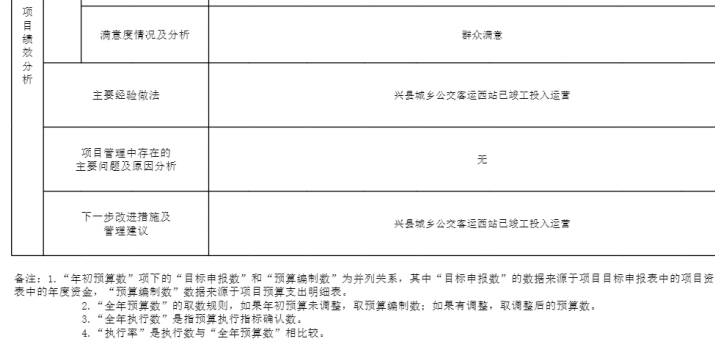 项目绩效分析
满意度情况及分析
群众满意
主要经验做法
兴县城乡公交客运西站已竣工投入运营
项目管理中存在的
主要问题及原因分析
无
下一步改进措施及
管理建议
兴县城乡公交客运西站已竣工投入运营
备注：1.“年初预算数”项下的“目标申报数”和“预算编制数”为并列关系，其中“目标申报数”的数据来源于项目目标申报表中的项目资
表中的年度资金，“预算编制数”数据来源于项目预算支出明细表。
2.“全年预算数”的取数规则，如果年初预算未调整，取预算编制数；如果有调整，取调整后的预算数。
3.“全年执行数”是指预算执行指标确认数。
4.“执行率”是执行数与“全年预算数”相比较。